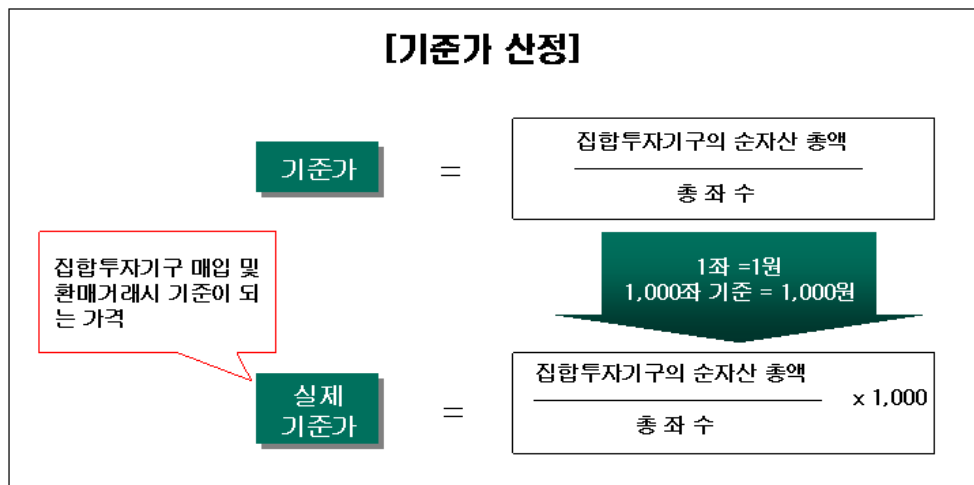 [기준가 산정]
기준가
=
집합투자기구의 순자산 총액
총 좌 수
집합투자기구 매입 및
환매거래시 기준이 되
는 가격
1좌 =1원
1,000좌 기준 = 1,000원
실제
기준가
=
집합투자기구의 순자산 총액
총 좌 수
x 1,000